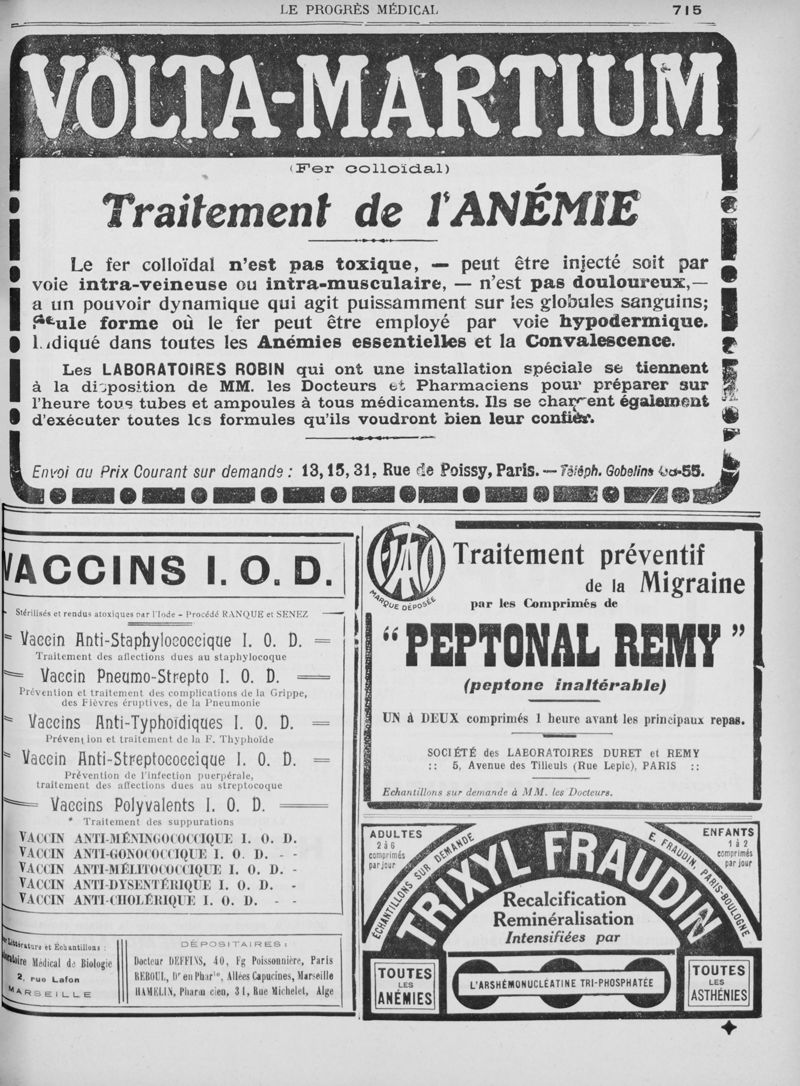 LE PROGRÈS MÉDICAL
715
VOLTA-MARTIUM
(Fer colloïdal)
Traitement de l'ANÉMIE
Le fer colloïdal n'est pas toxique, — peut être injecté soit par
voie intra-veineuse ou intra-musculaire, — n'est pas douloureux,—
a un pouvoir dynamique qui agit puissamment sur les globules sanguins;
forme où le fer peut être employé par voie hypodermique.
dans toutes les Anémies essentielles et la Convalescence.
Les LABORATOIRES ROBIN qui ont une installation spéciale se tiennent
à la disposition de MM. les Docteurs et Pharmaciens pour préparer sur
l'heure tous tubes et ampoules à tous médicaments. Ils se chargent également
d'exécuter toutes les formules qu'ils voudront bien leur confier.
Envoi au Prix Courant sur demande : 13, 15, 31, Rue de Poissy, Paris. — Téléph. Gobelins
VACCINS I. O. D.
Stérilisés et rendus atoxiques par l'Iode - Procédé RANQUE et SENEZ
Vaccin Anti-Staphylococcique I. O. D.
Traitement des affections dues au staphylocoque
Vaccin Pneumo-Strepto I. O. D.
Prévention et traitement des complications de la Grippe,
des Fièvres éruptives, de la Pneumonie
Vaccins Anti-Typhoïdiques I. O. D.
Prévention et traitement de la F. Thyphoïde
Vaccin Anti-Streptococcique I. O. D.
Prévention de l'infection puerpérale,
traitement des affections dues au streptocoque
Vaccins Polyvalents I. O. D.
* Traitement des suppurations
VACCIN ANTI-MÉNINGOCOCCIQUE I. O. D.
VACCIN ANTI-GONOCOCCIQUE I. O. D. - -
VACCIN ANTI-MÉLITOCOCCIQUE I. O. D. -
VACCIN ANTI-DYSENTÉRIQUE I. O. D. -
VACCIN ANTI-CHOLÉRIQUE I. O. D. - -
Littérature et Échantillons :
Médical de Biologie
2, rue Lafon
MARSEILLE
DÉPOSITAIRES :
Docteur DEFFINS, 40, Fg Poissonnière, Paris
REBOUL, Dr en Phar'ie, Allées Capucines, Marseille
HAMELIN, Pharmacien, 31, Rue Michelet, Alge
MARQUE DÉPOSÉE
Traitement préventif
de la Migraine
par les Comprimés de
"PEPTONAL REMY"
(peptone inaltérable)
UN à DEUX comprimés 1 heure avant les principaux repas.
SOCIÉTÉ des LABORATOIRES DURET et REMY
:: 5, Avenue des Tilleuls (Rue Lepic), PARIS ::
Echantillons sur demande à MM. les Docteurs.
ADULTES
2 à 6
comprimés
par jour
ÉCHANTILLONS SUR DEMANDE
E. FRAUDIN, PARIS-BOULOGNE
ENFANTS
1 à 2
comprimés
par jour
TRIXYL FRAUDIN
Recalcification
Reminéralisation
Intensifiées par
L'ARSHÉMONUCLÉATINE TRI-PHOSPHATÉE
TOUTES
LES
ANÉMIES
TOUTES
LES
ASTHÉNIES